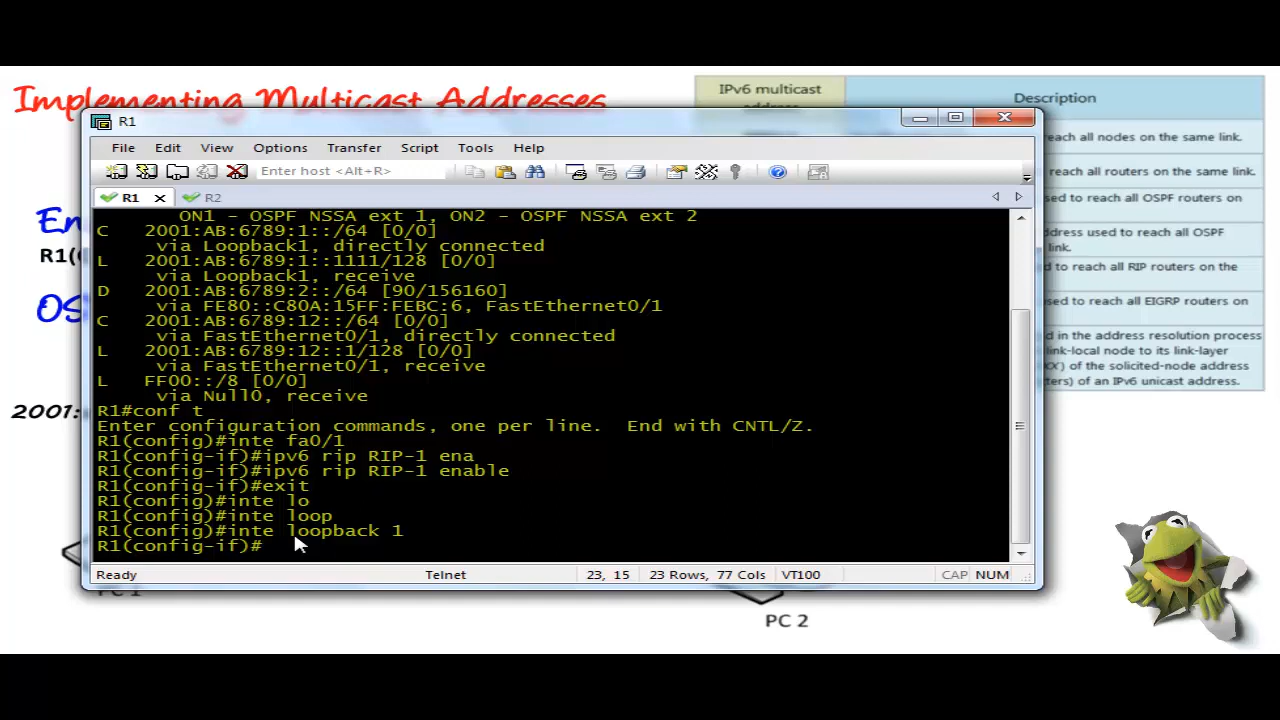 Implementing Multicast Addresses
IPv6 multicast
Description
R1
File Edit View Options Transfer Script Tools Help
Enter host <Alt+R>
R1 R2
ON1 - OSPF NSSA ext 1, ON2 - OSPF NSSA ext 2
C 2001:AB:6789:1::/64 [0/0]
via Loopback1, directly connected
L 2001:AB:6789:1::1111/128 [0/0]
via Loopback1, receive
D 2001:AB:6789:2::/64 [90/156160]
via FE80::C80A:15FF:FEBC:6, FastEthernet0/1
C 2001:AB:6789:12::/64 [0/0]
via FastEthernet0/1, directly connected
L 2001:AB:6789:12::1/128 [0/0]
via FastEthernet0/1, receive
L FF00::/8 [0/0]
via Null0, receive
R1#conf t
Enter configuration commands, one per line. End with CNTL/Z.
R1(config)#inte fa0/1
R1(config-if)#ipv6 rip RIP-1 ena
R1(config-if)#ipv6 rip RIP-1 enable
R1(config-if)#exit
R1(config)#inte lo
R1(config)#inte loop
R1(config)#inte loopback 1
R1(config-if)#
Ready Telnet 23, 15 23 Rows, 77 Cols VT100 CAP NUM
En
R1(
OS
2001:
reach all nodes on the same link.
reach all routers on the same link.
sed to reach all OSPF routers on
ddress used to reach all OSPF
link.
d to reach all RIP routers on the
used to reach all EIGRP routers on
d in the address resolution process
link-local node to its link-layer
XX') of the solicited-node address
ters) of an IPv6 unicast address.
PC 2